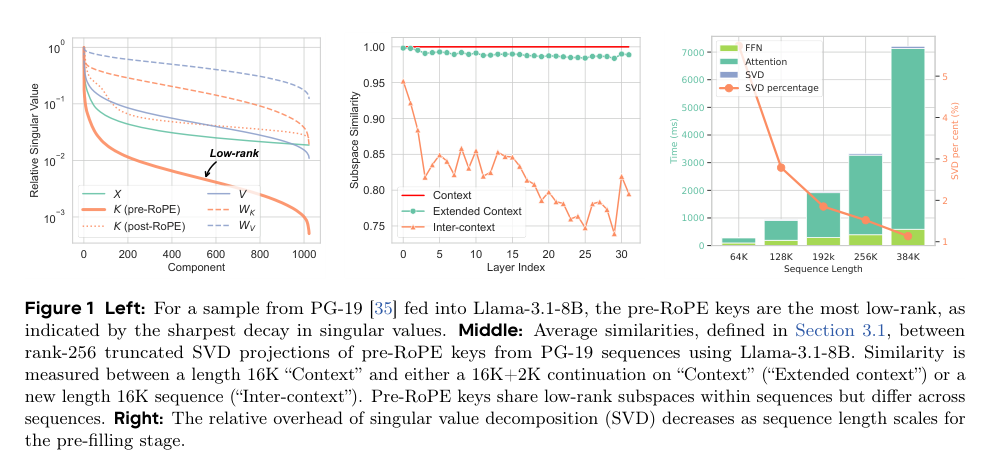 Relative Singular Value
10⁰
10⁻¹
10⁻²
10⁻³
Low-rank
X
K (pre-RoPE)
K (post-RoPE)
V
W_K
W_V
0 200 400 600 800 1000
Component
Subspace Similarity
1.00
0.95
0.90
0.85
0.80
0.75
Context
Extended Context
Inter-context
0 5 10 15 20 25 30
Layer Index
Time (ms)
7000
6000
5000
4000
3000
2000
1000
0
FFN
Attention
SVD
SVD percentage
5
4
3
2
1
SVD per cent (%)
64K 128K 192k 256K 384K
Sequence Length
Figure 1 Left: For a sample from PG-19 [35] fed into Llama-3.1-8B, the pre-RoPE keys are the most low-rank, as
indicated by the sharpest decay in singular values. Middle: Average similarities, defined in Section 3.1, between
rank-256 truncated SVD projections of pre-RoPE keys from PG-19 sequences using Llama-3.1-8B. Similarity is
measured between a length 16K “Context” and either a 16K+2K continuation on “Context” (“Extended context”) or a
new length 16K sequence (“Inter-context”). Pre-RoPE keys share low-rank subspaces within sequences but differ across
sequences. Right: The relative overhead of singular value decomposition (SVD) decreases as sequence length scales for
the pre-filling stage.